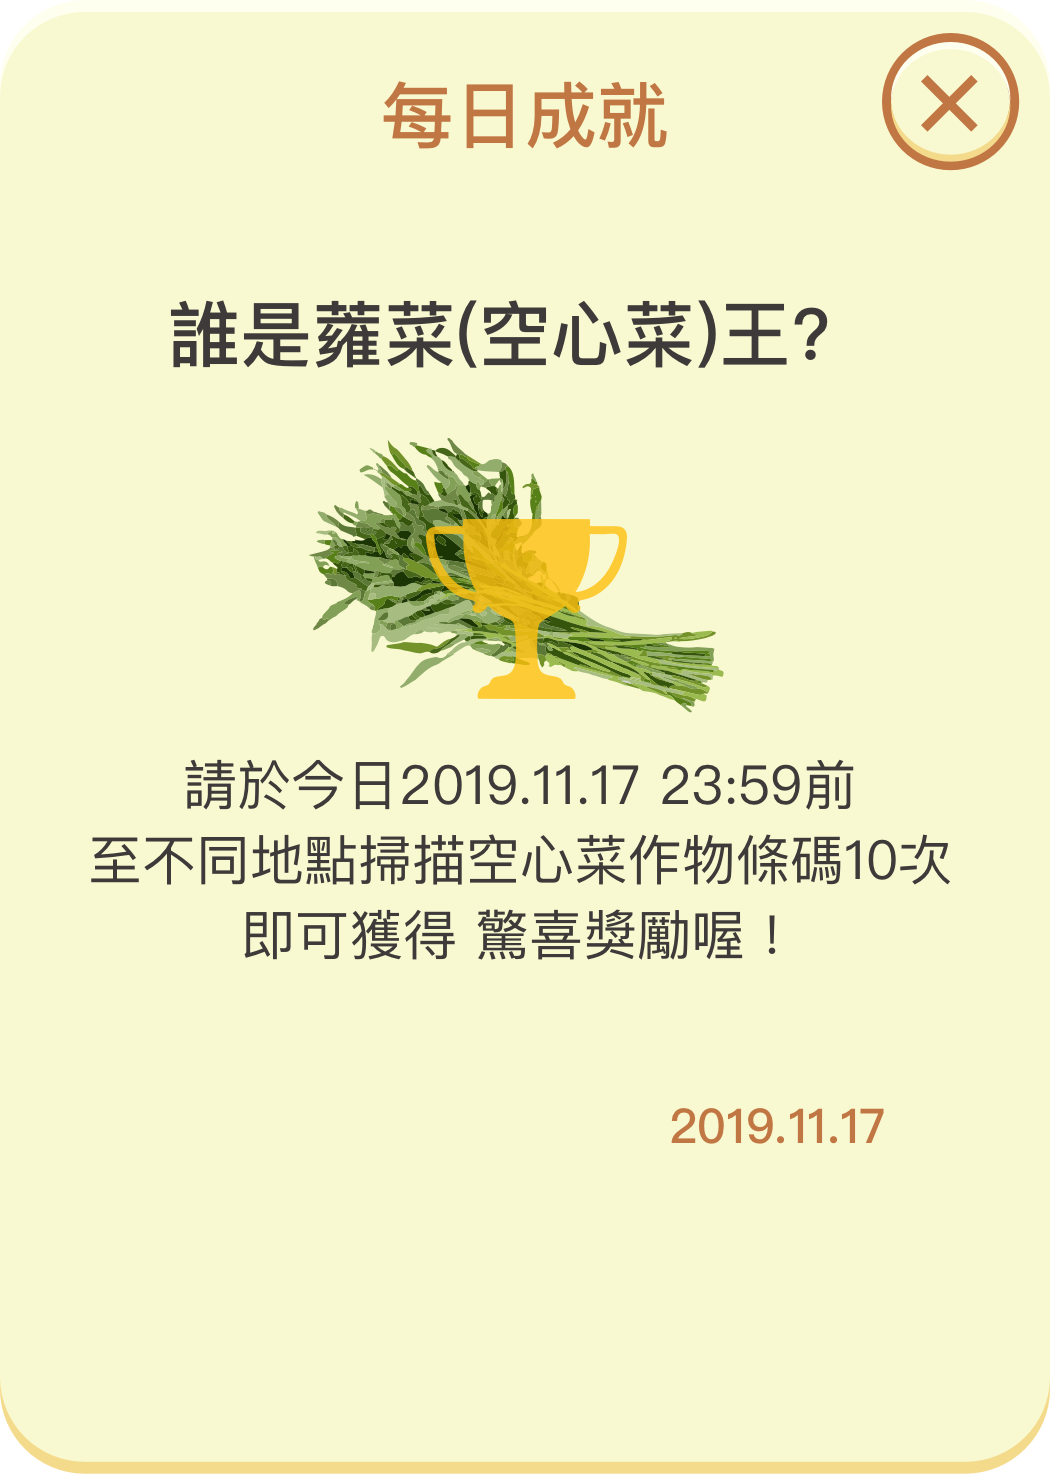 每日成就
誰是蕹菜(空心菜)王?
請於今日2019.11.17 23:59前
至不同地點掃描空心菜作物條碼10次
即可獲得 驚喜獎勵喔！
2019.11.17